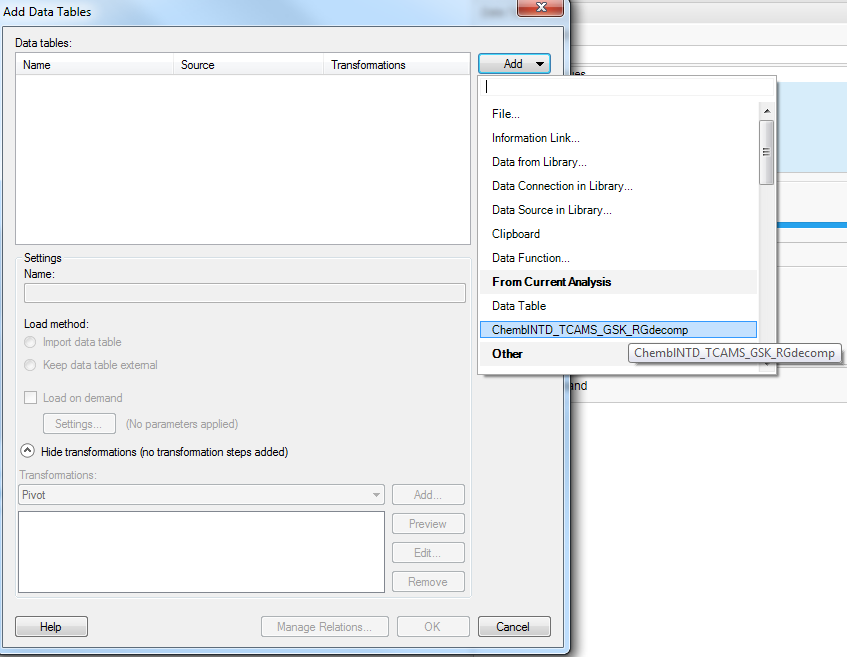 Add Data Tables
Data tables:
Name Source Transformations
Add
File...
Information Link...
Data from Library...
Data Connection in Library...
Data Source in Library...
Clipboard
Data Function...
From Current Analysis
Data Table
ChemblNTD_TCAMS_GSK_RGdecomp
Other
ChemblNTD_TCAMS_GSK_RGdecomp
Settings
Name:
Load method:
Import data table
Keep data table external
Load on demand
Settings... (No parameters applied)
Hide transformations (no transformation steps added)
Transformations:
Pivot
Add...
Preview
Edit...
Remove
Help
Manage Relations...
OK
Cancel
and